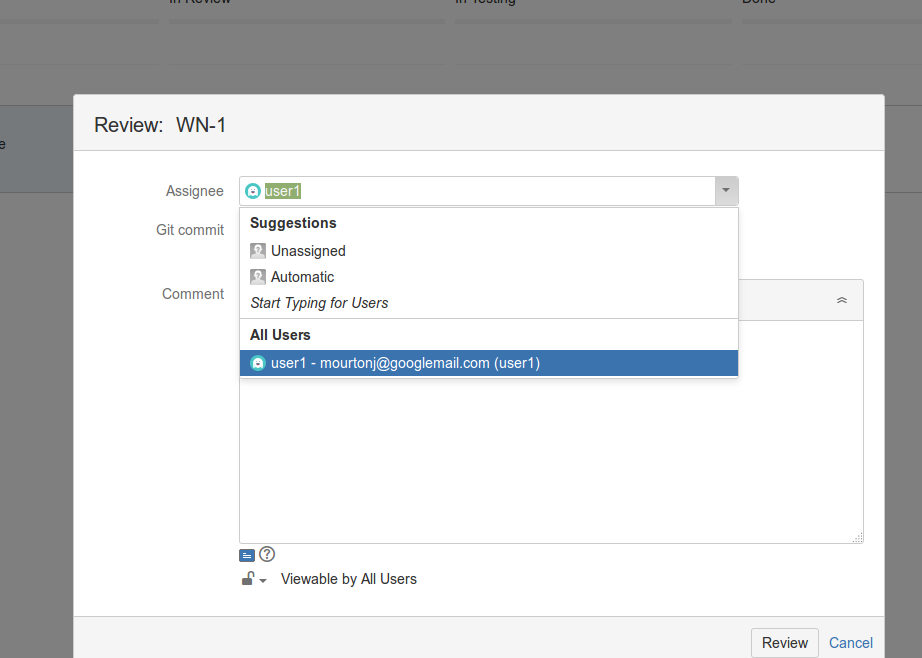 In Review In Testing Done
e
Review: WN-1
Assignee user1
Suggestions
Git commit
Unassigned
Automatic
Comment
Start Typing for Users
All Users
user1 - mourtonj@googlemail.com (user1)
?
Viewable by All Users
Review Cancel